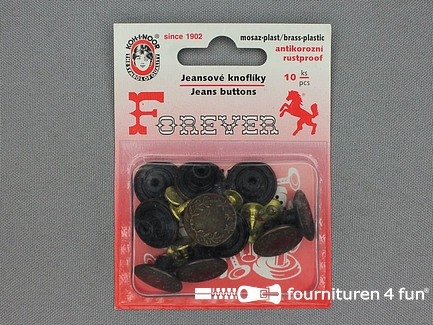 KOH-I-NOOR
since 1902
mosaz-plast/brass-plastic
antikorozní
rustproof
Jeansové knoflíky
Jeans buttons
10 ks
pcs
FOREVER
fournituren 4 fun®